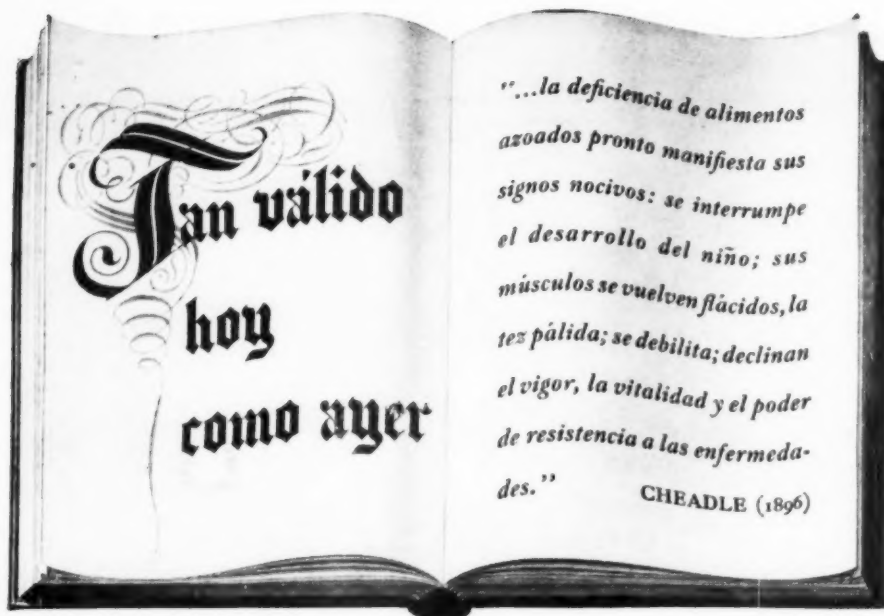 Tan válido
hoy
como ayer
"...la deficiencia de alimentos
azoados pronto manifiesta sus
signos nocivos: se interrumpe
el desarrollo del niño; sus
músculos se vuelven flácidos, la
tez pálida; se debilita; declinan
el vigor, la vitalidad y el poder
de resistencia a las enfermeda-
des." CHEADLE (1896)